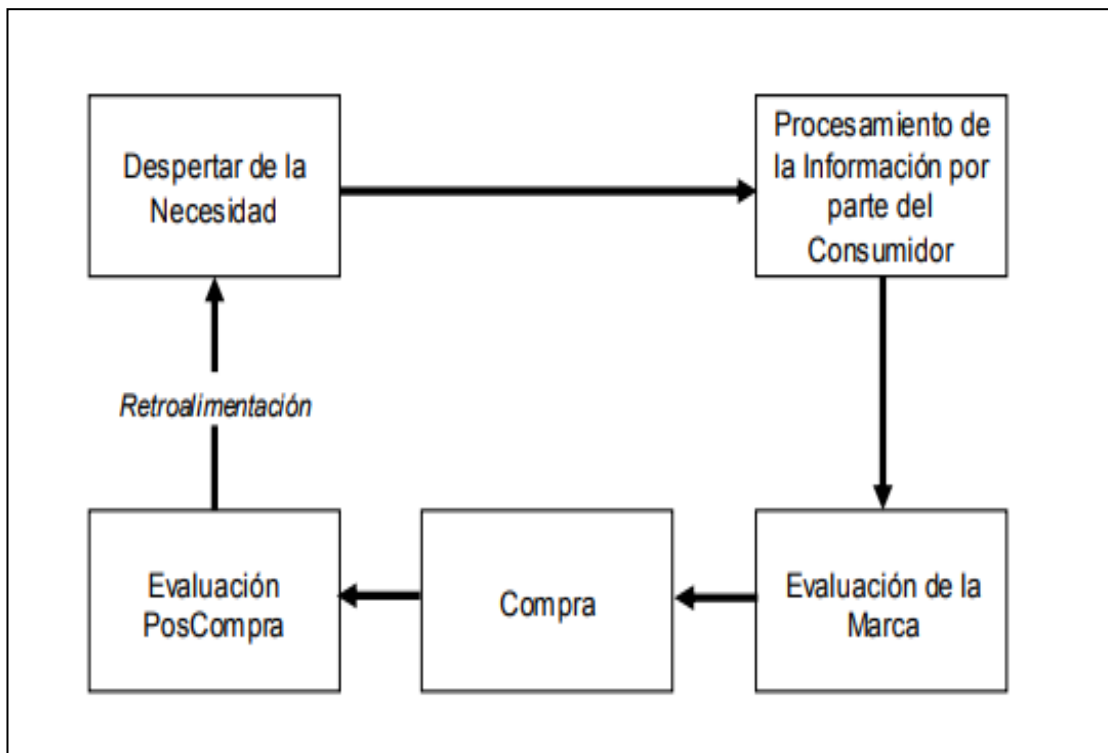 Despertar de la
Necesidad
Procesamiento de
la Información por
parte del
Consumidor
Retroalimentación
Evaluación
PosCompra
Compra
Evaluación de la
Marca